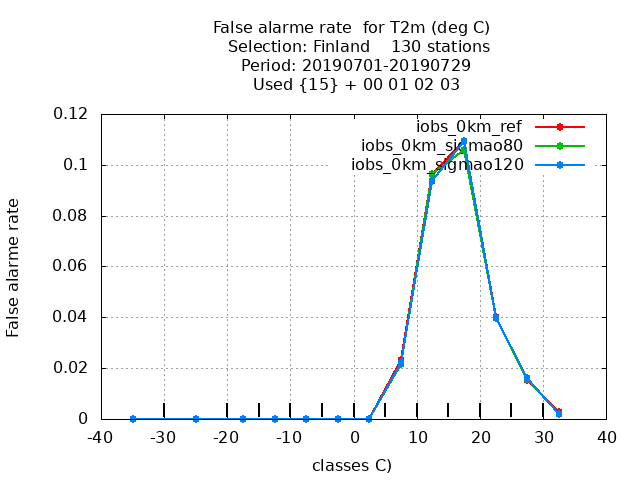 False alarme rate  for T2m (deg C)
Selection: Finland    130 stations
Period: 20190701-20190729
Used {15} + 00 01 02 03
0.12
0.1
0.08
0.06
0.04
0.02
0
False alarme rate
iobs_0km_ref
iobs_0km_sigmao80
iobs_0km_sigmao120
-40 -30 -20 -10 0 10 20 30 40
classes C)